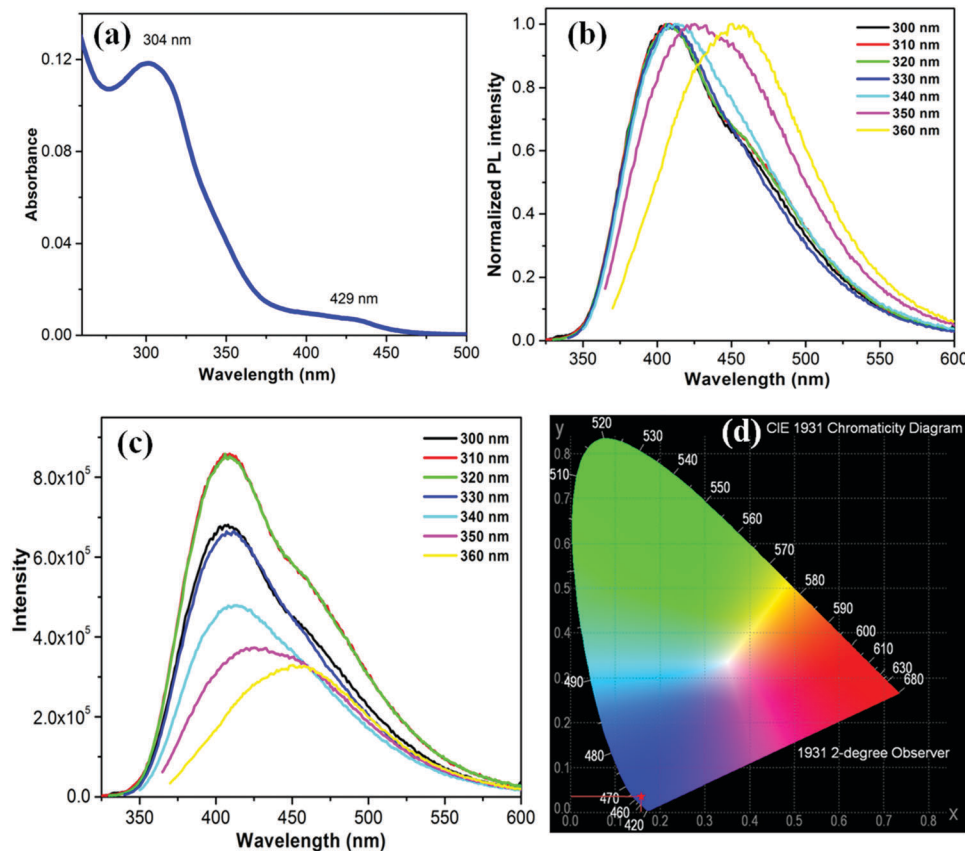 (a)
304 nm
429 nm
Absorbance
0.12
0.08
0.04
0.00
300 350 400 450 500
Wavelength (nm)
(b)
300 nm
310 nm
320 nm
330 nm
340 nm
350 nm
360 nm
Normalized PL intensity
1.0
0.8
0.6
0.4
0.2
0.0
350 400 450 500 550 600
Wavelength (nm)
(c)
300 nm
310 nm
320 nm
330 nm
340 nm
350 nm
360 nm
Intensity
8.0x10⁵
6.0x10⁵
4.0x10⁵
2.0x10⁵
0.0
350 400 450 500 550 600
Wavelength (nm)
(d)
CIE 1931 Chromaticity Diagram
y
0.8
0.7
0.6
0.5
0.4
0.3
0.2
0.1
0.0
510
520
530
540
550
560
570
580
590
600
610
630
680
490
480
470
460
420
1931 2-degree Observer
0.0 0.1 0.2 0.3 0.4 0.5 0.6 0.7 0.8
X